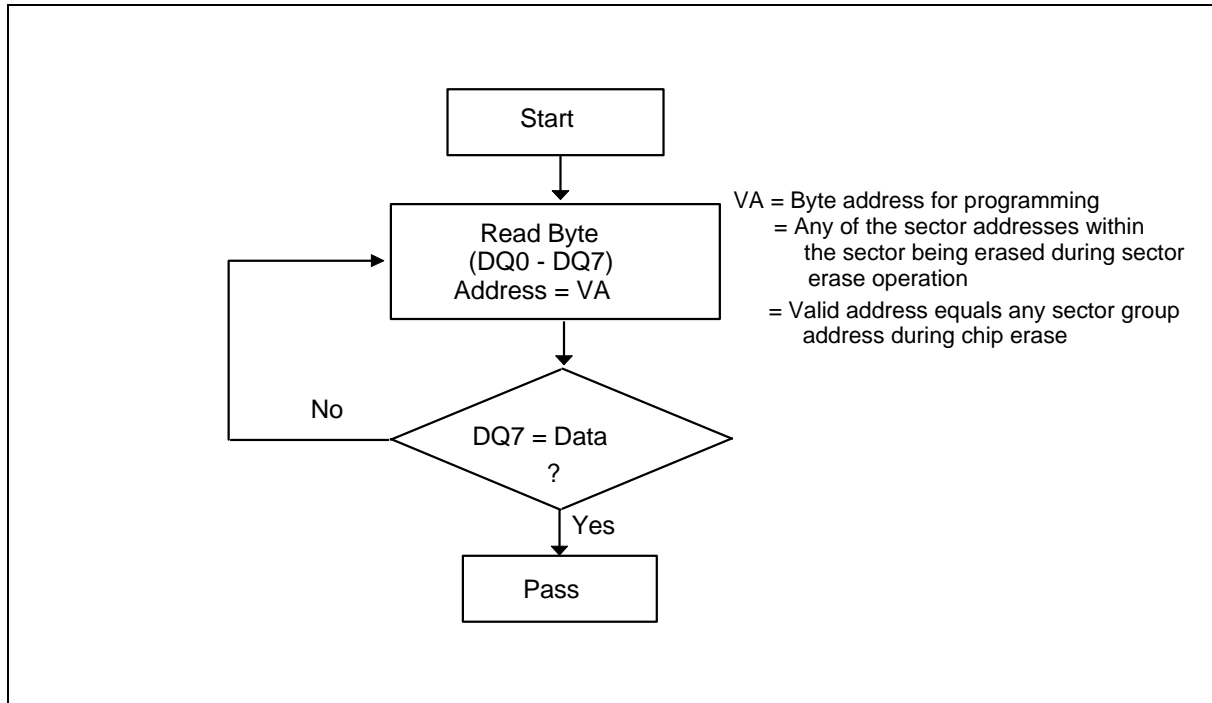 Start
Read Byte
(DQ0 - DQ7)
Address = VA
VA = Byte address for programming
= Any of the sector addresses within
the sector being erased during sector
erase operation
= Valid address equals any sector group
address during chip erase
No
DQ7 = Data
?
Yes
Pass